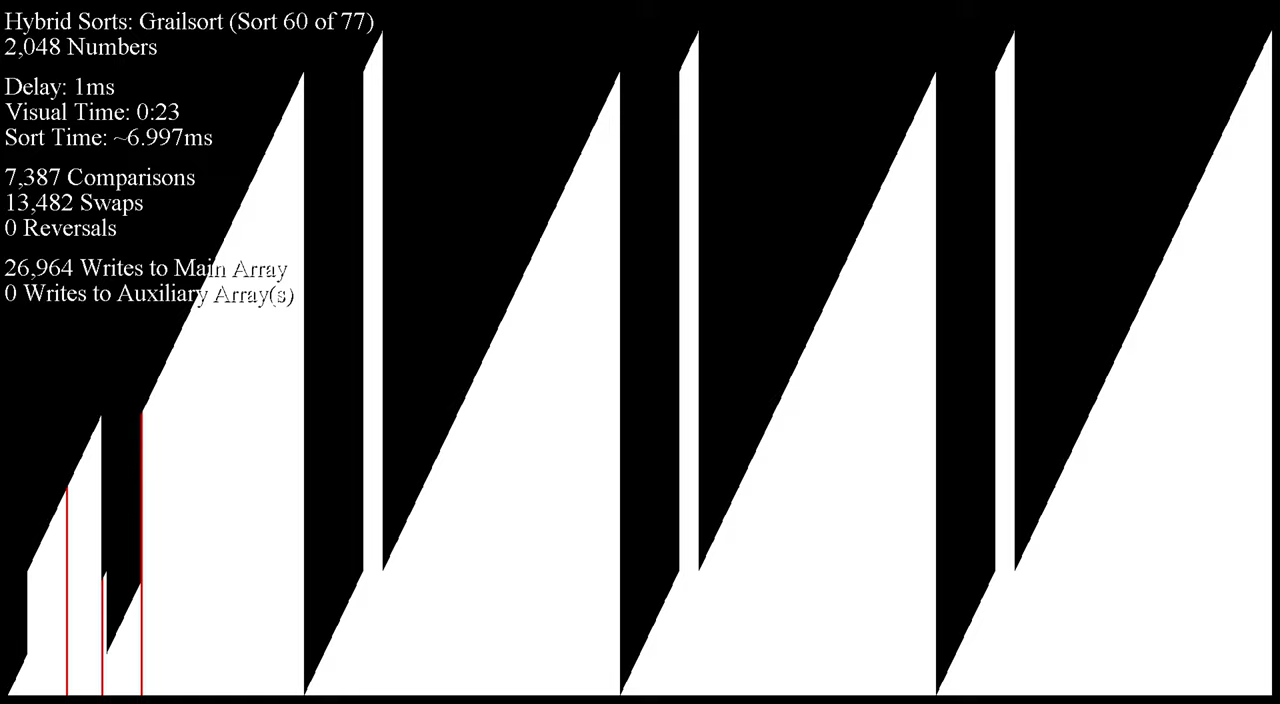 Hybrid Sorts: Grailsort (Sort 60 of 77)
2,048 Numbers
Delay: 1ms
Visual Time: 0:23
Sort Time: ~6.997ms
7,387 Comparisons
13,482 Swaps
0 Reversals
26,964 Writes to Main Array
0 Writes to Auxiliary Array(s)